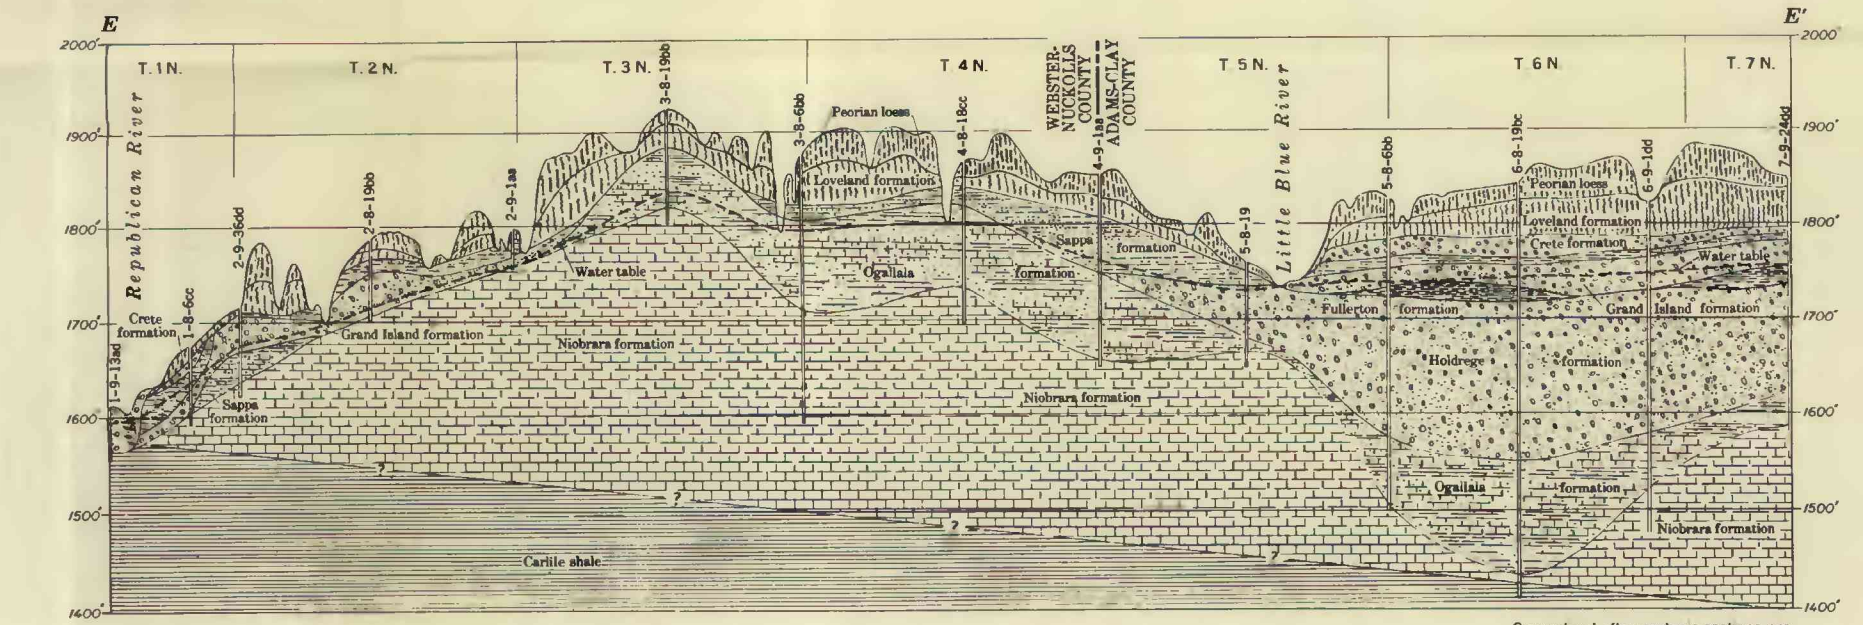 E
E'
2000'
2000'
T. 1 N.
T. 2 N.
T. 3 N.
T. 4 N.
T. 5 N.
T 6 N
T. 7 N.
WEBSTER-
NUCKOLLS
COUNTY
ADAMS-CLAY
COUNTY
Republican River
Little Blue River
1-9-13ad
1-8-6cc
2-9-36dd
2-8-19bb
2-9-1aa
3-8-19bb
3-8-6bb
4-8-18cc
4-9-1aa
5-8-19
5-8-6bb
6-8-19bc
6-9-1dd
7-9-24dd
1900'
1900'
Peorian loess
Loveland formation
Peorian loess
1800'
1800'
Loveland formation
Crete formation
Water table
Sappa formation
Water table
Ogallala formation
1700'
1700'
Crete
formation
Grand Island formation
Niobrara formation
Fullerton formation
Grand Island formation
Holdrege formation
Niobrara formation
Sappa
formation
1600'
1600'
Ogallala formation
1500'
1500'
?
?
?
?
Niobrara formation
Carlile shale
1400'
1400'